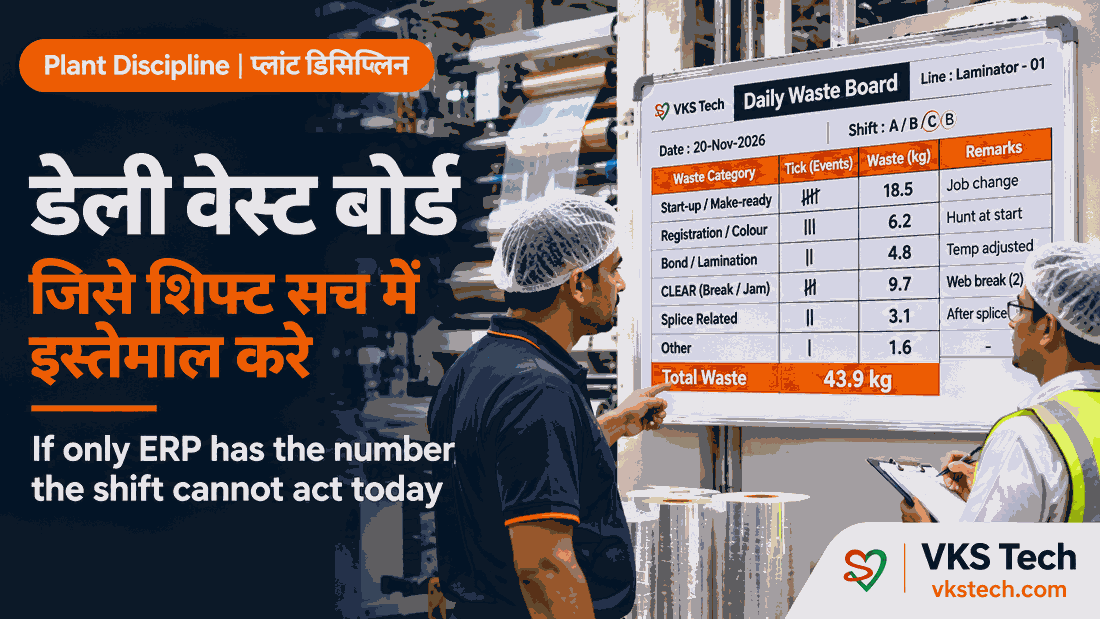 Plant Discipline | प्लांट डिसिप्लिन
डेली वेस्ट बोर्ड
जिसे शिफ्ट सच में
इस्तेमाल करे
If only ERP has the number
the shift cannot act today
VKS Tech
Daily Waste Board
Line : Laminator - 01
Date : 20-Nov-2026
Shift : A / B / C B
Waste Category Tick (Events) Waste (kg) Remarks
Start-up / Make-ready 18.5 Job change
Registration / Colour 6.2 Hunt at start
Bond / Lamination 4.8 Temp adjusted
CLEAR (Break / Jam) 9.7 Web break (2)
Splice Related 3.1 After splice
Other 1.6 -
Total Waste 43.9 kg
VKS Tech
vkstech.com